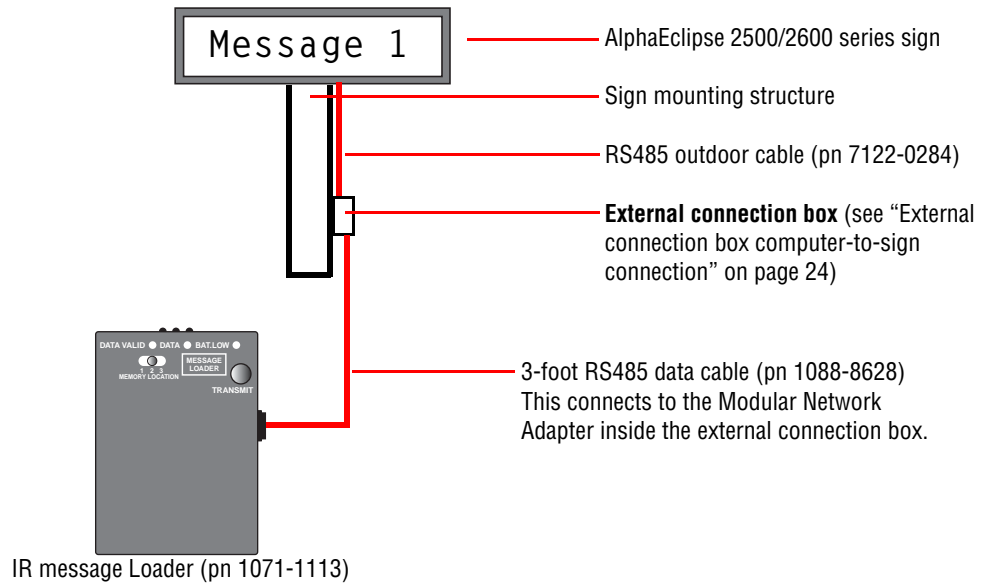 Message 1
AlphaEclipse 2500/2600 series sign
Sign mounting structure
RS485 outdoor cable (pn 7122-0284)
External connection box (see “External
connection box computer-to-sign
connection” on page 24)
DATA VALID DATA BAT.LOW
1 2 3
MEMORY LOCATION
MESSAGE
LOADER
TRANSMIT
3-foot RS485 data cable (pn 1088-8628)
This connects to the Modular Network
Adapter inside the external connection box.
IR message Loader (pn 1071-1113)